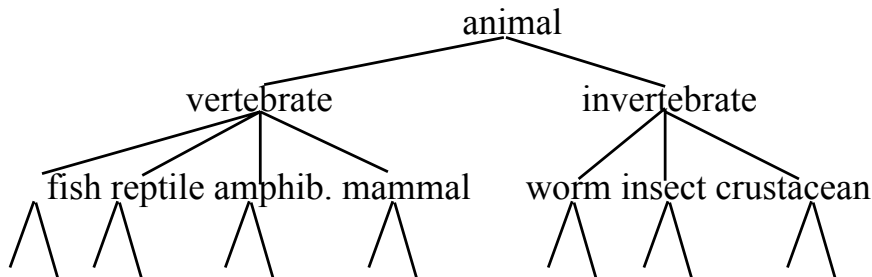 animal
vertebrate invertebrate
fish reptile amphib. mammal worm insect crustacean